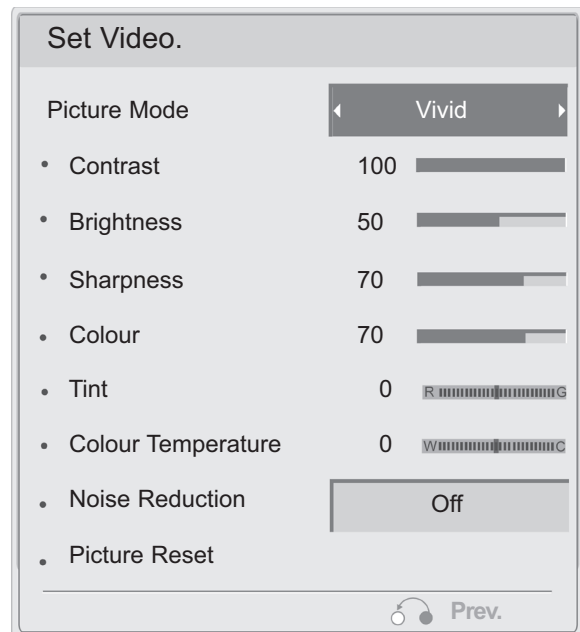 Set Video.
Picture Mode Vivid
• Contrast 100
• Brightness 50
• Sharpness 70
• Colour 70
• Tint 0 R G
• Colour Temperature 0 W C
• Noise Reduction Off
• Picture Reset
Prev.